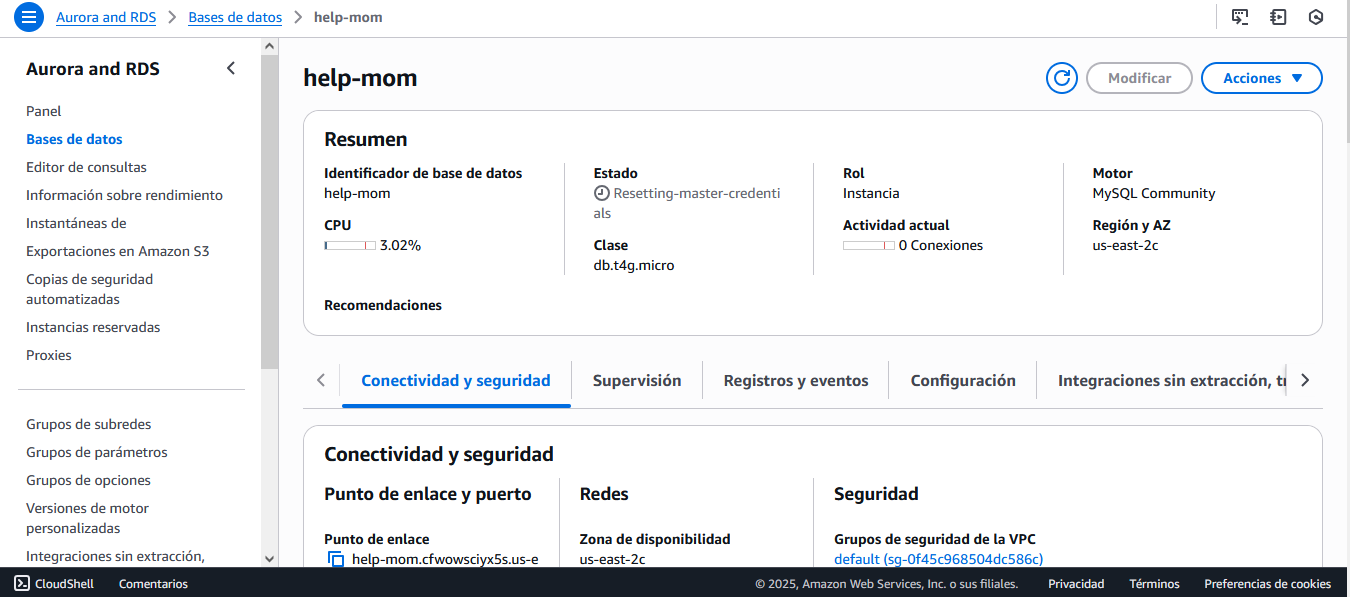 Aurora and RDS > Bases de datos > help-mom
Aurora and RDS
Panel
Bases de datos
Editor de consultas
Información sobre rendimiento
Instantáneas de
Exportaciones en Amazon S3
Copias de seguridad
automatizadas
Instancias reservadas
Proxies
Grupos de subredes
Grupos de parámetros
Grupos de opciones
Versiones de motor
personalizadas
Integraciones sin extracción,
help-mom
Modificar
Acciones
Resumen
Identificador de base de datos
help-mom
CPU
3.02%
Estado
Resetting-master-credenti
als
Clase
db.t4g.micro
Rol
Instancia
Actividad actual
0 Conexiones
Motor
MySQL Community
Región y AZ
us-east-2c
Recomendaciones
Conectividad y seguridad
Supervisión
Registros y eventos
Configuración
Integraciones sin extracción, tr
Conectividad y seguridad
Punto de enlace y puerto
Punto de enlace
help-mom.cfwowsciyx5s.us-e
Redes
Zona de disponibilidad
us-east-2c
Seguridad
Grupos de seguridad de la VPC
default (sg-0f45c968504dc586c)
CloudShell
Comentarios
© 2025, Amazon Web Services, Inc. o sus filiales.
Privacidad
Términos
Preferencias de cookies